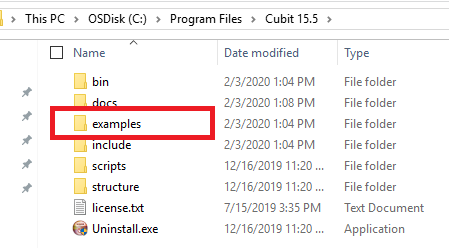 This PC > OSDisk (C:) > Program Files > Cubit 15.5 >
Name Date modified Type
bin 2/3/2020 1:04 PM File folder
docs 2/3/2020 1:08 PM File folder
examples 2/3/2020 1:04 PM File folder
include 2/3/2020 1:04 PM File folder
scripts 12/16/2019 11:20 ... File folder
structure 12/16/2019 11:20 ... File folder
license.txt 7/15/2019 3:35 PM Text Document
Uninstall.exe 12/16/2019 11:20 ... Application